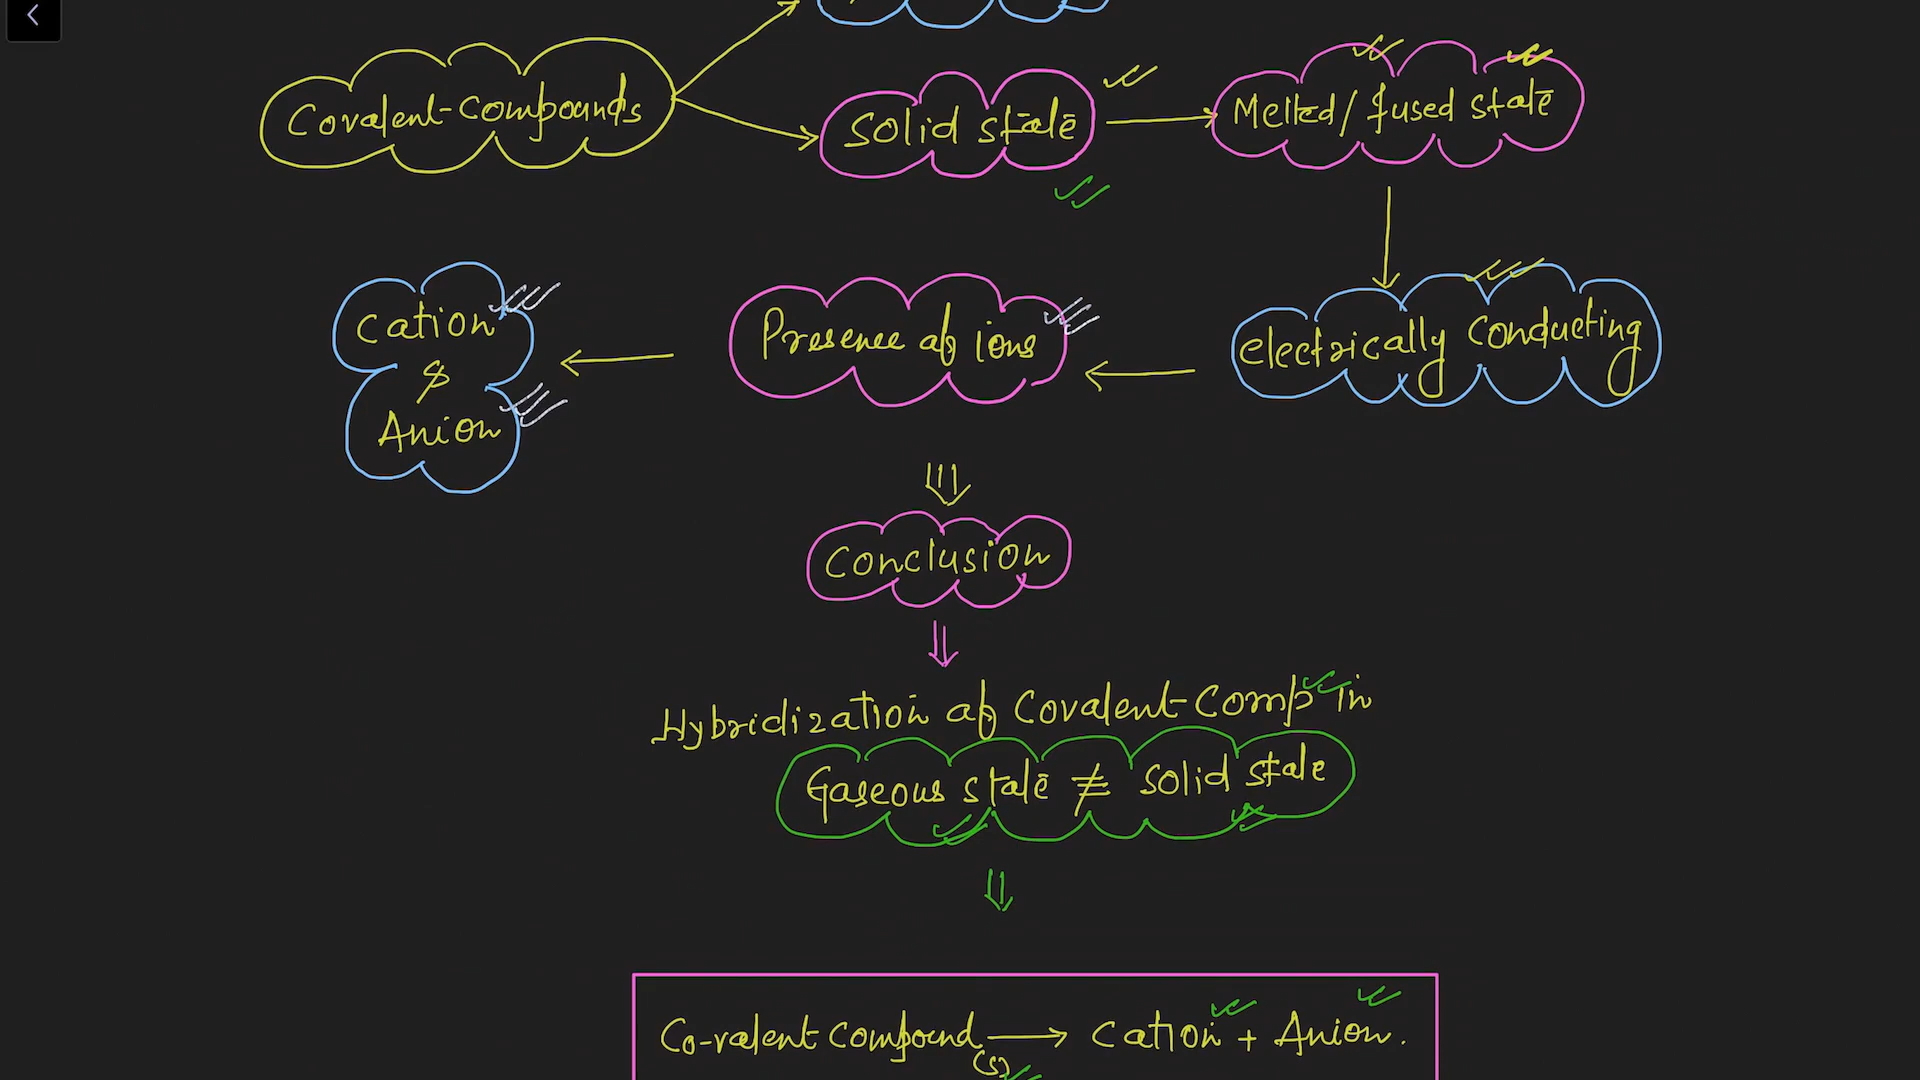 Covalent-compounds
Solid state
Melted/fused state
electrically conducting
Presence of ions
Cation
&
Anion
Conclusion
Hybridization of Covalent-Comp in
Gaseous state ≠ Solid state
Co-valent compound(s) → Cation + Anion.